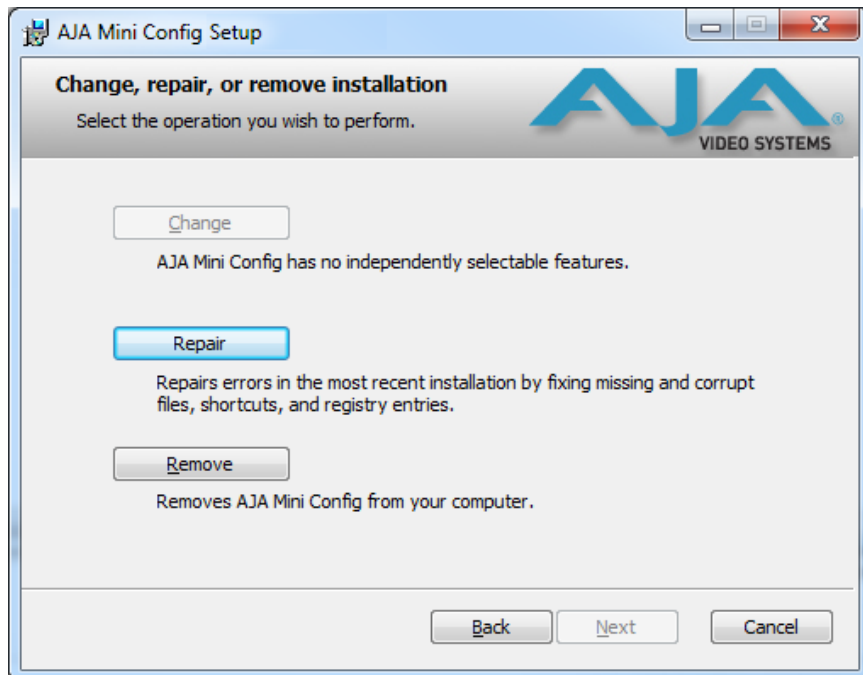 AJA Mini Config Setup
Change, repair, or remove installation
Select the operation you wish to perform.
AJA
®
VIDEO SYSTEMS
Change
AJA Mini Config has no independently selectable features.
Repair
Repairs errors in the most recent installation by fixing missing and corrupt
files, shortcuts, and registry entries.
Remove
Removes AJA Mini Config from your computer.
Back
Next
Cancel